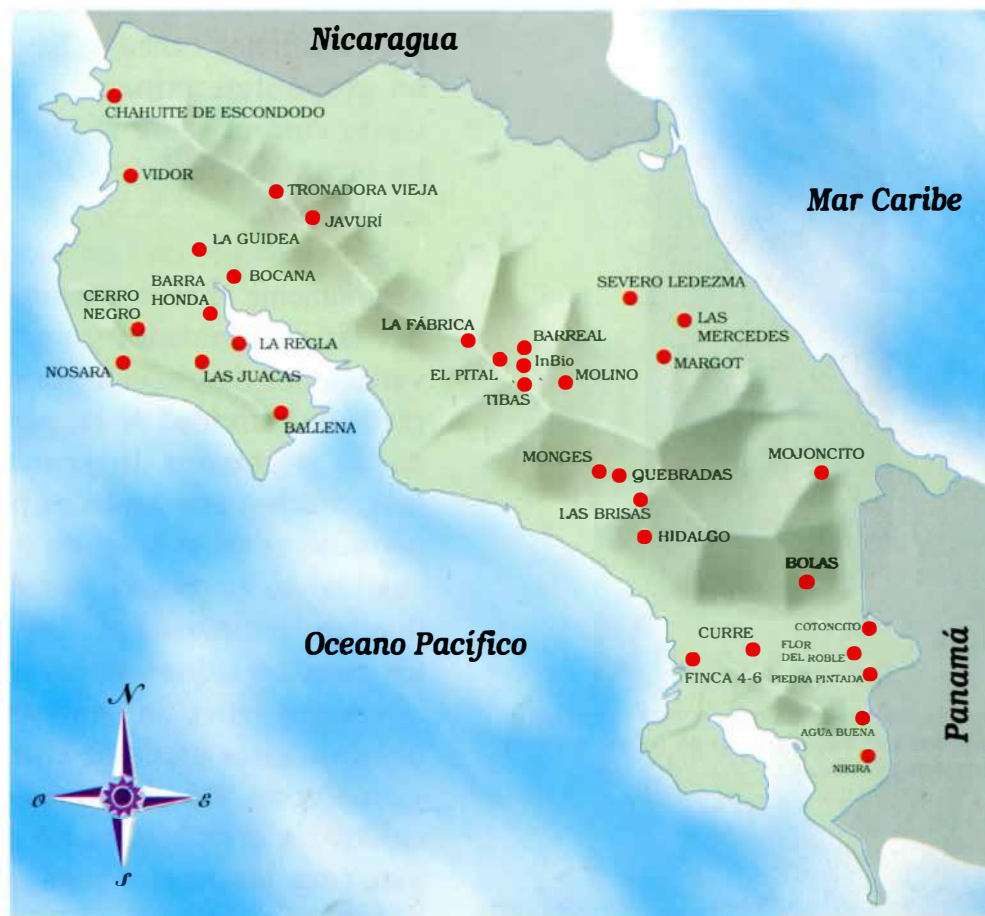 Nicaragua
CHAHUITE DE ESCONDODO
VIDOR
TRONADORA VIEJA
Mar Caribe
JAVURÍ
LA GUIDEA
BARRA
HONDA
BOCANA
SEVERO LEDEZMA
CERRO
NEGRO
LA FÁBRICA
BARREAL
LAS
MERCEDES
LA REGLA
InBio
NOSARA
LAS JUACAS
EL PITAL
MOLINO
MARGOT
TIBAS
BALLENA
MONGES
QUEBRADAS
MOJONCITO
LAS BRISAS
HIDALGO
BOLAS
Oceano Pacífico
CURRE
COTONCITO
FLOR
DEL ROBLE
FINCA 4-6
PIEDRA PINTADA
Panamá
AGUA BUENA
NIKIRA
N
O
E
S